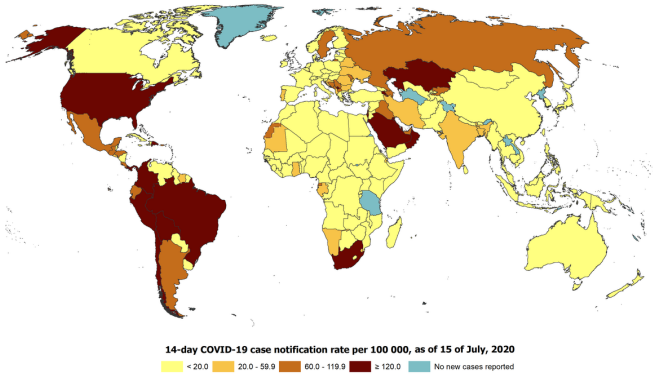 14-day COVID-19 case notification rate per 100 000, as of 15 of July, 2020
< 20.0 20.0 - 59.9 60.0 - 119.9 ≥ 120.0 No new cases reported